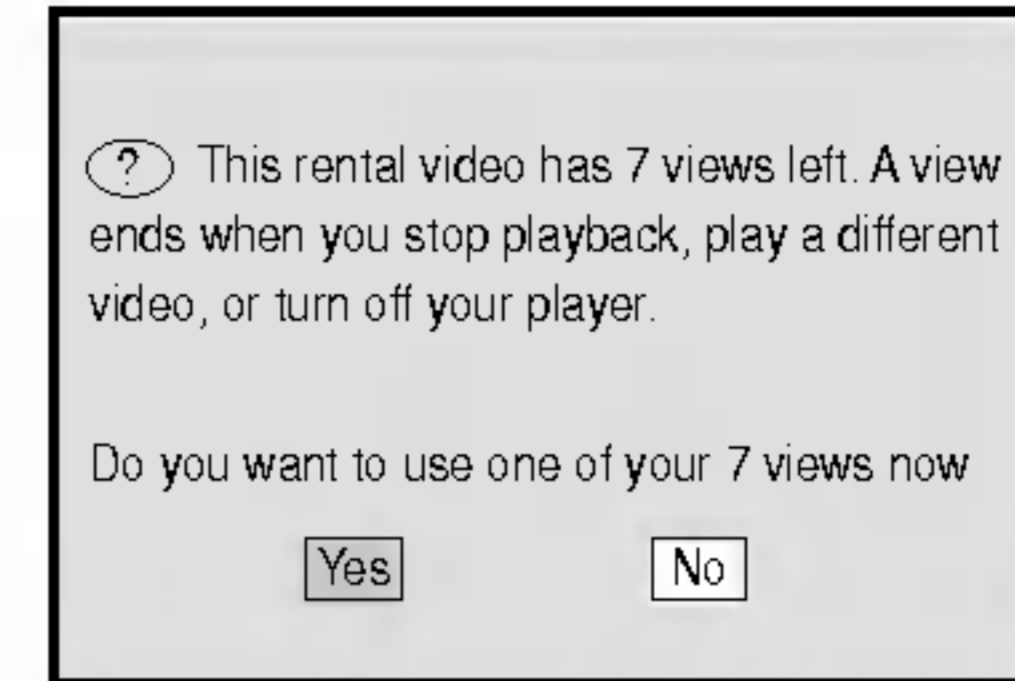 ? This rental video has 7 views left. A view
ends when you stop playback, play a different
video, or turn off your player.
Do you want to use one of your 7 views now
Yes No